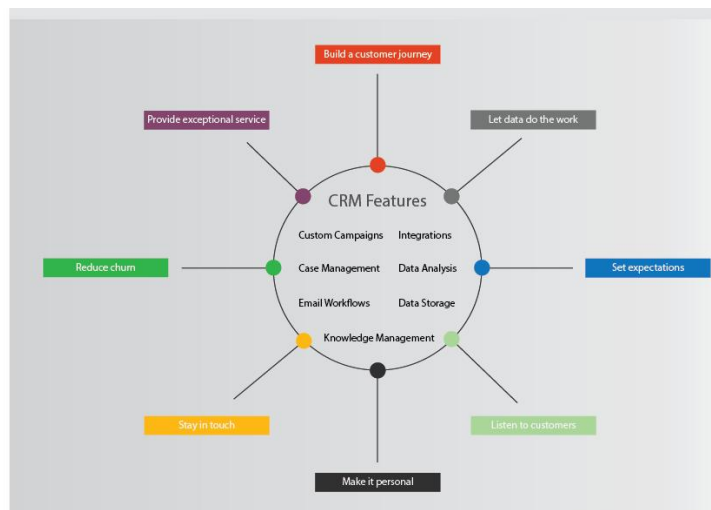 Build a customer journey
Provide exceptional service
Let data do the work
CRM Features
Custom Campaigns Integrations
Case Management Data Analysis
Reduce churn
Set expectations
Email Workflows Data Storage
Knowledge Management
Stay in touch
Listen to customers
Make it personal